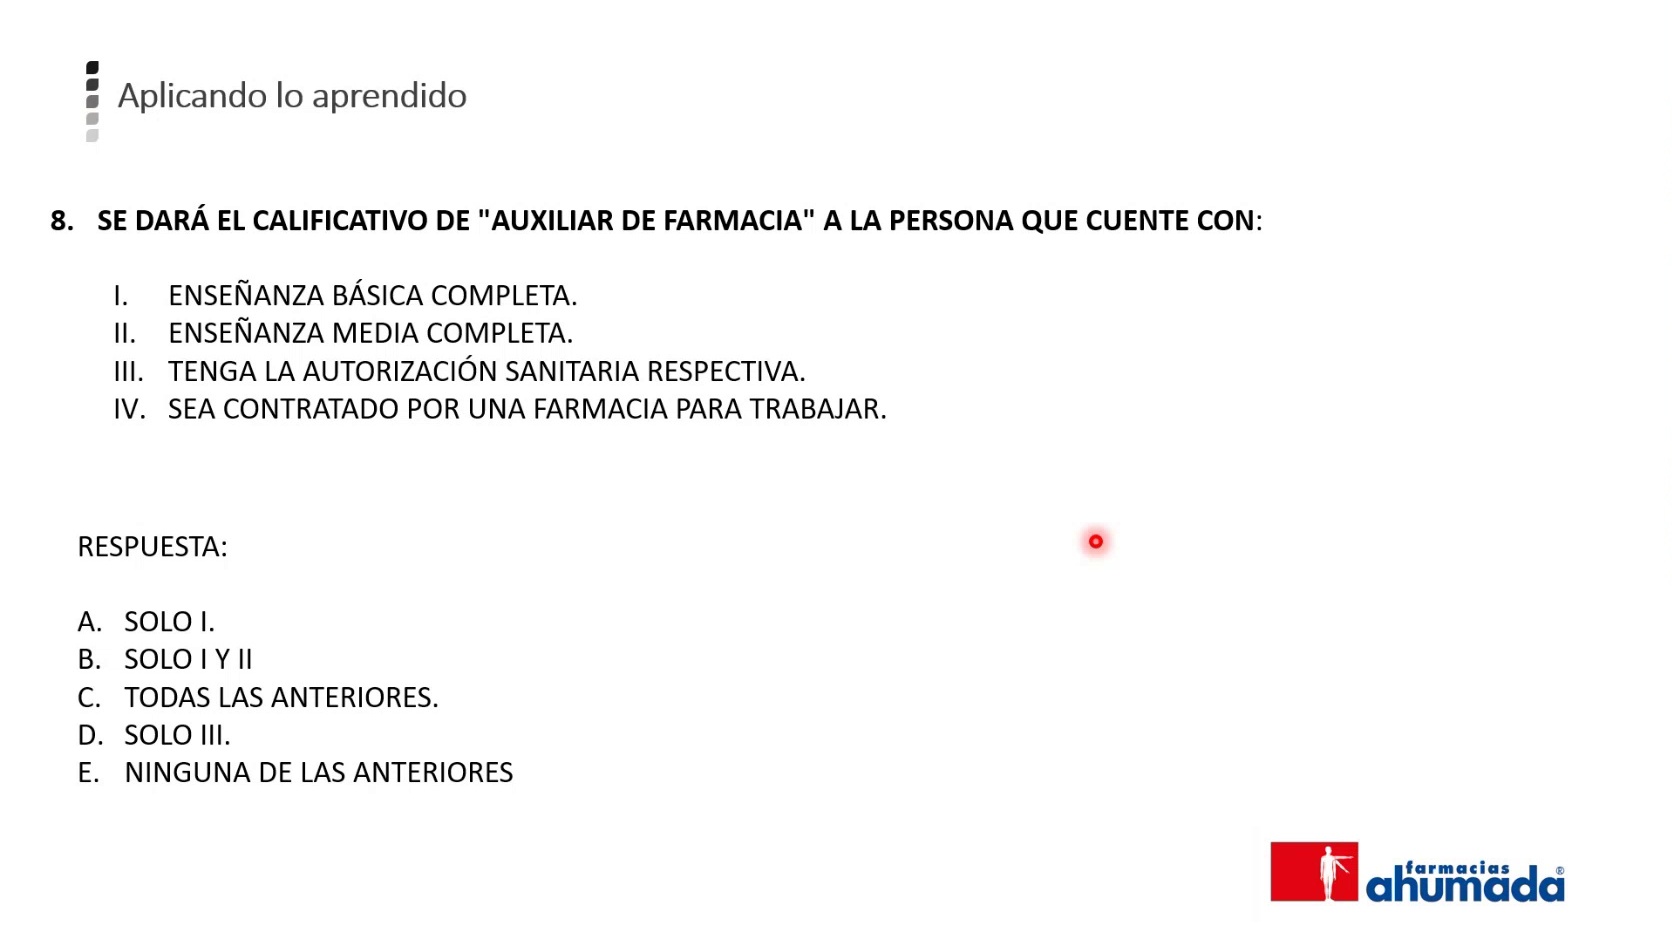 Aplicando lo aprendido
8. SE DARÁ EL CALIFICATIVO DE "AUXILIAR DE FARMACIA" A LA PERSONA QUE CUENTE CON:
I. ENSEÑANZA BÁSICA COMPLETA.
II. ENSEÑANZA MEDIA COMPLETA.
III. TENGA LA AUTORIZACIÓN SANITARIA RESPECTIVA.
IV. SEA CONTRATADO POR UNA FARMACIA PARA TRABAJAR.
RESPUESTA:
A. SOLO I.
B. SOLO I Y II
C. TODAS LAS ANTERIORES.
D. SOLO III.
E. NINGUNA DE LAS ANTERIORES
farmacias
ahumada®